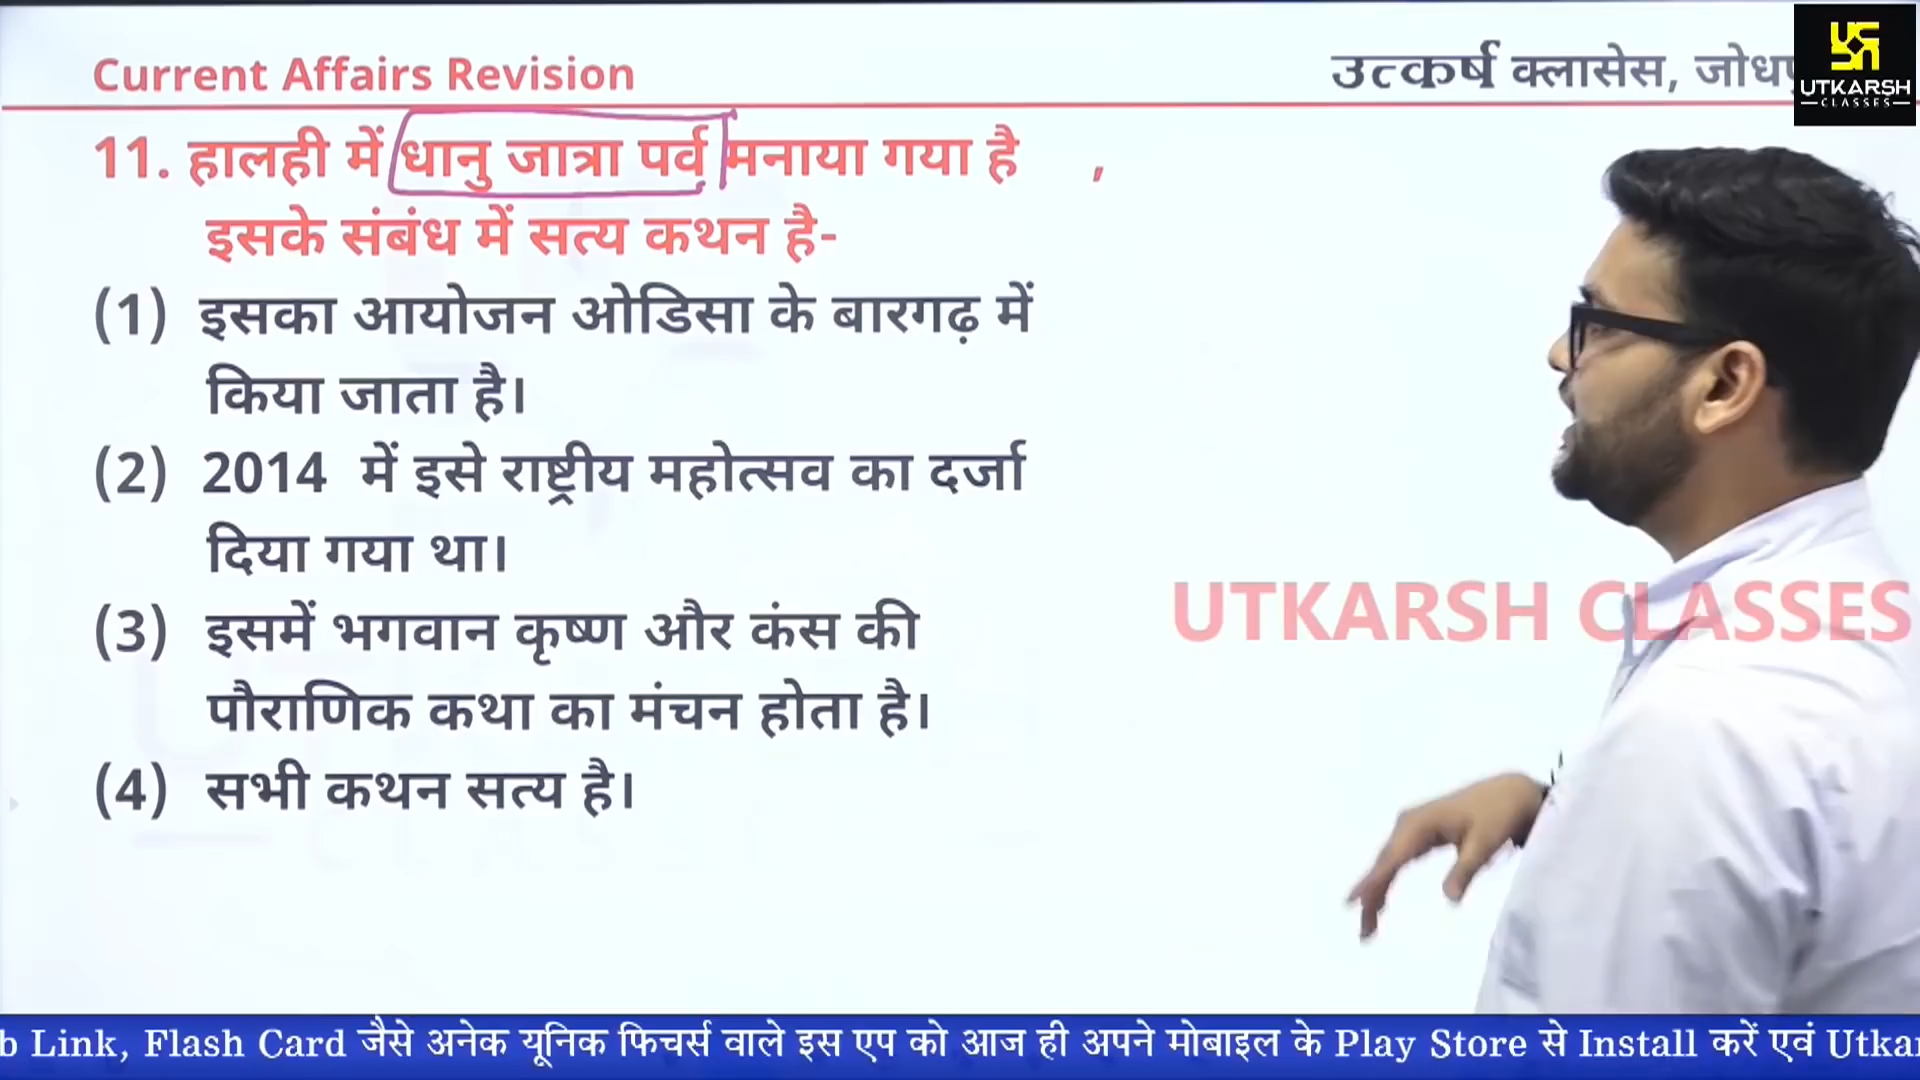 Current Affairs Revision
उत्कर्ष क्लासेस,
UTKARSH
CLASSES
11. हालही में धानु जात्रा पर्व मनाया गया है ,
इसके संबंध में सत्य कथन है-
(1) इसका आयोजन ओडिसा के बारगढ़ में
किया जाता है।
(2) 2014 में इसे राष्ट्रीय महोत्सव का दर्जा
दिया गया था।
(3) इसमें भगवान कृष्ण और कंस की
पौराणिक कथा का मंचन होता है।
(4) सभी कथन सत्य है।
UTKARSH CLASSES
b Link, Flash Card जैसे अनेक यूनिक फिचर्स वाले इस एप को आज ही अपने मोबाइल के Play Store से Install करें एवं